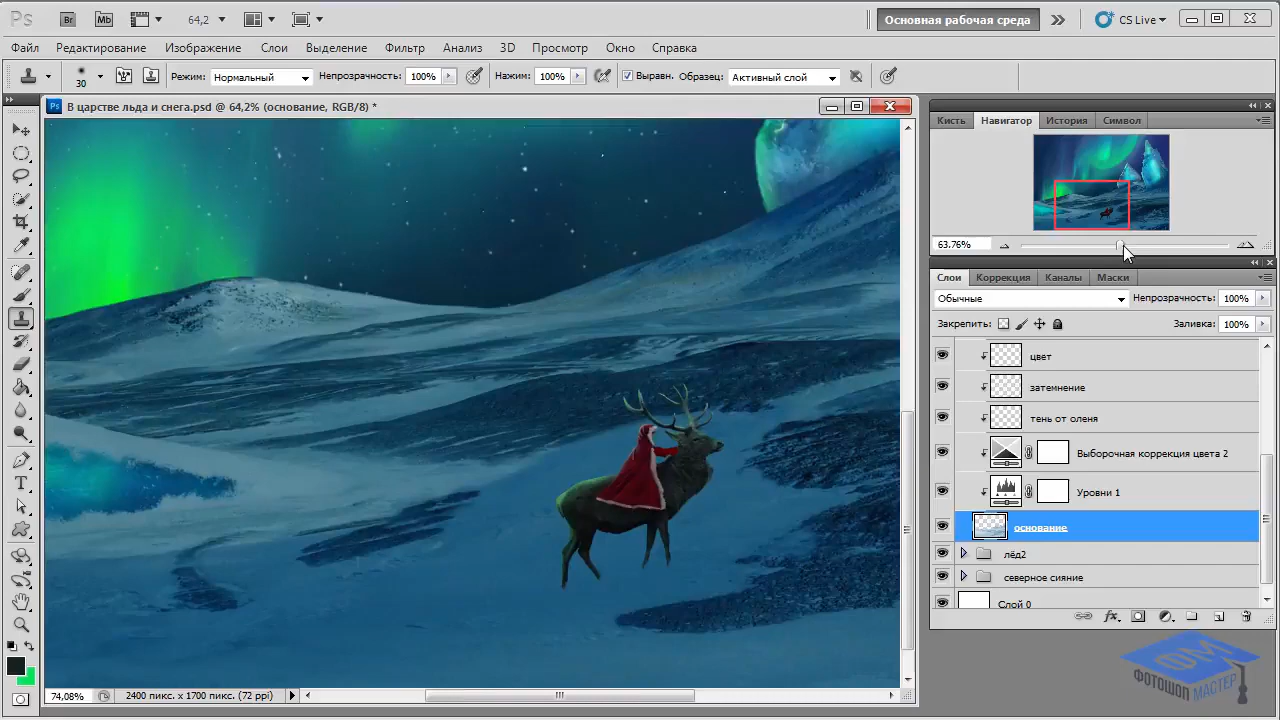 Ps Br Mb 64,2 Основная рабочая среда CS Live
Файл Редактирование Изображение Слои Выделение Фильтр Анализ 3D Просмотр Окно Справка
30 Режим: Нормальный Непрозрачность: 100% Нажим: 100% Выравн. Образец: Активный слой
Ps В царстве льда и снега.psd @ 64,2% (основание, RGB/8) *
Кисть Навигатор История Символ
63.76%
Слои Коррекция Каналы Маски
Обычные Непрозрачность: 100%
Закрепить: Заливка: 100%
цвет
затемнение
тень от оленя
Выборочная коррекция цвета 2
Уровни 1
основание
лёд2
северное сияние
Слой 0
fx
74,08% 2400 пикс. x 1700 пикс. (72 ppi)
ФМ
ФОТОШОП
МАСТЕР